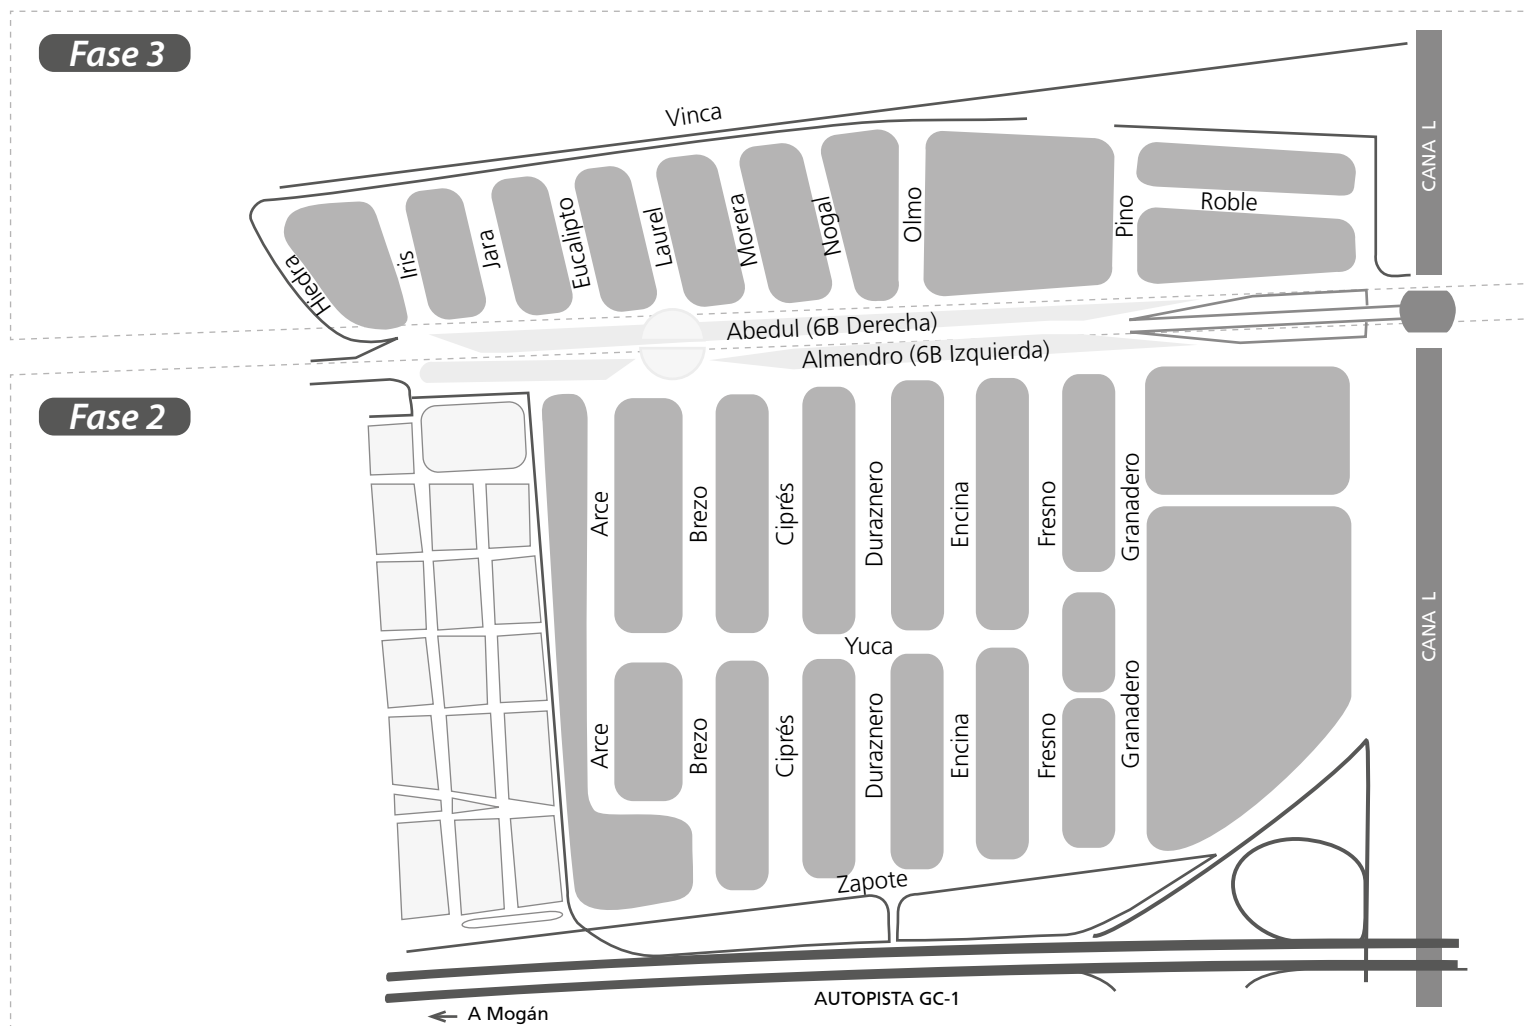 Fase 3
Vinca
CANA L
Hiedra
Iris
Jara
Eucalipto
Laurel
Morera
Nogal
Olmo
Pino
Roble
Abedul (6B Derecha)
Almendro (6B Izquierda)
Fase 2
Arce
Brezo
Ciprés
Duraznero
Encina
Fresno
Granadero
CANA L
Yuca
Arce
Brezo
Ciprés
Duraznero
Encina
Fresno
Granadero
Zapote
AUTOPISTA GC-1
A Mogán